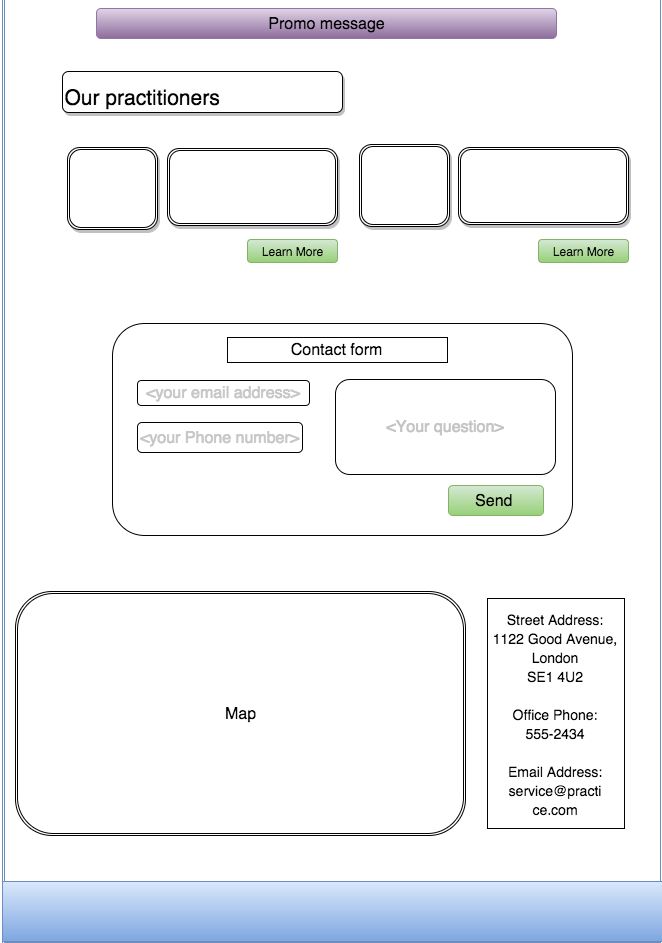 Promo message
Our practitioners
Learn More
Learn More
Contact form
<your email address>
<your Phone number>
<Your question>
Send
Map
Street Address:
1122 Good Avenue,
London
SE1 4U2
Office Phone:
555-2434
Email Address:
service@practi
ce.com